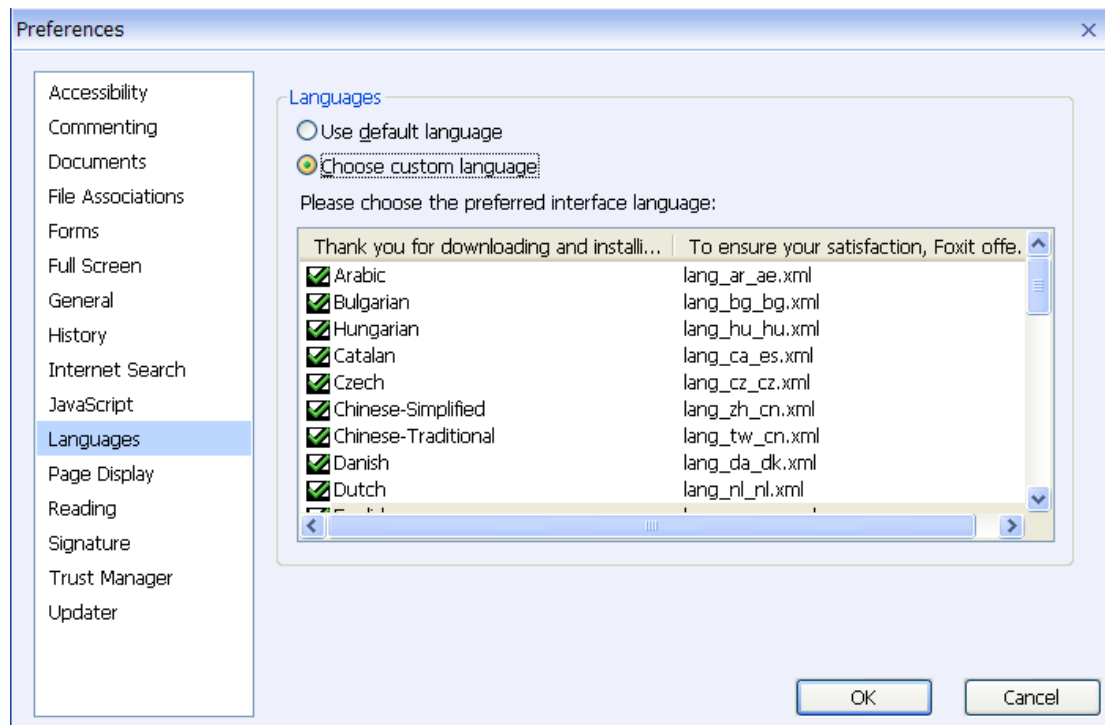 Preferences
Accessibility
Commenting
Documents
File Associations
Forms
Full Screen
General
History
Internet Search
JavaScript
Languages
Page Display
Reading
Signature
Trust Manager
Updater
Languages
Use default language
Choose custom language
Please choose the preferred interface language:
Thank you for downloading and installi... To ensure your satisfaction, Foxit offe.
Arabic lang_ar_ae.xml
Bulgarian lang_bg_bg.xml
Hungarian lang_hu_hu.xml
Catalan lang_ca_es.xml
Czech lang_cz_cz.xml
Chinese-Simplified lang_zh_cn.xml
Chinese-Traditional lang_tw_cn.xml
Danish lang_da_dk.xml
Dutch lang_nl_nl.xml
OK Cancel